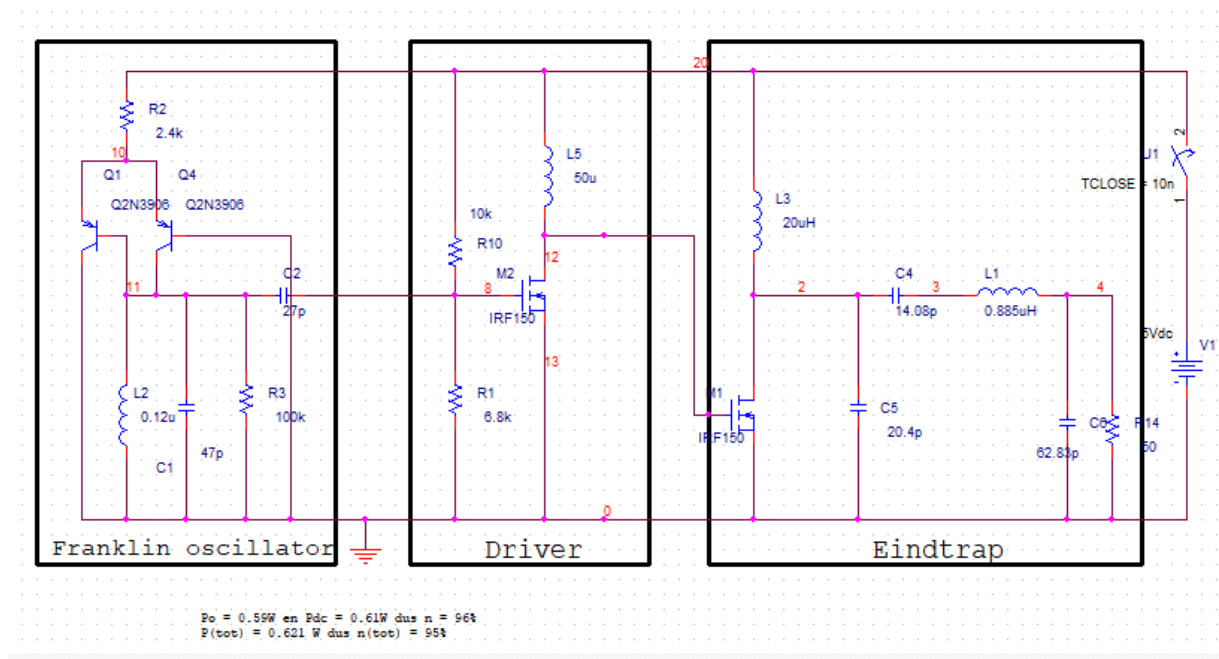 20
R2
2.4k
10
Q1
Q4
Q2N3906
Q2N3906
11
C2
27p
L2
0.12u
C1
47p
R3
100k
Franklin oscillator
L5
50u
10k
R10
12
8
M2
IRF150
13
R1
6.8k
0
Driver
L3
20uH
2
C4
14.08p
3
L1
0.885uH
4
M1
IRF150
C5
20.4p
C6
62.83p
R14
50
Eindtrap
U1
2
TCLOSE = 10n
1
5Vdc
+
-
Po = 0.59W en Pdc = 0.61W dus n = 96%
P(tot) = 0.621 W dus n(tot) = 95%